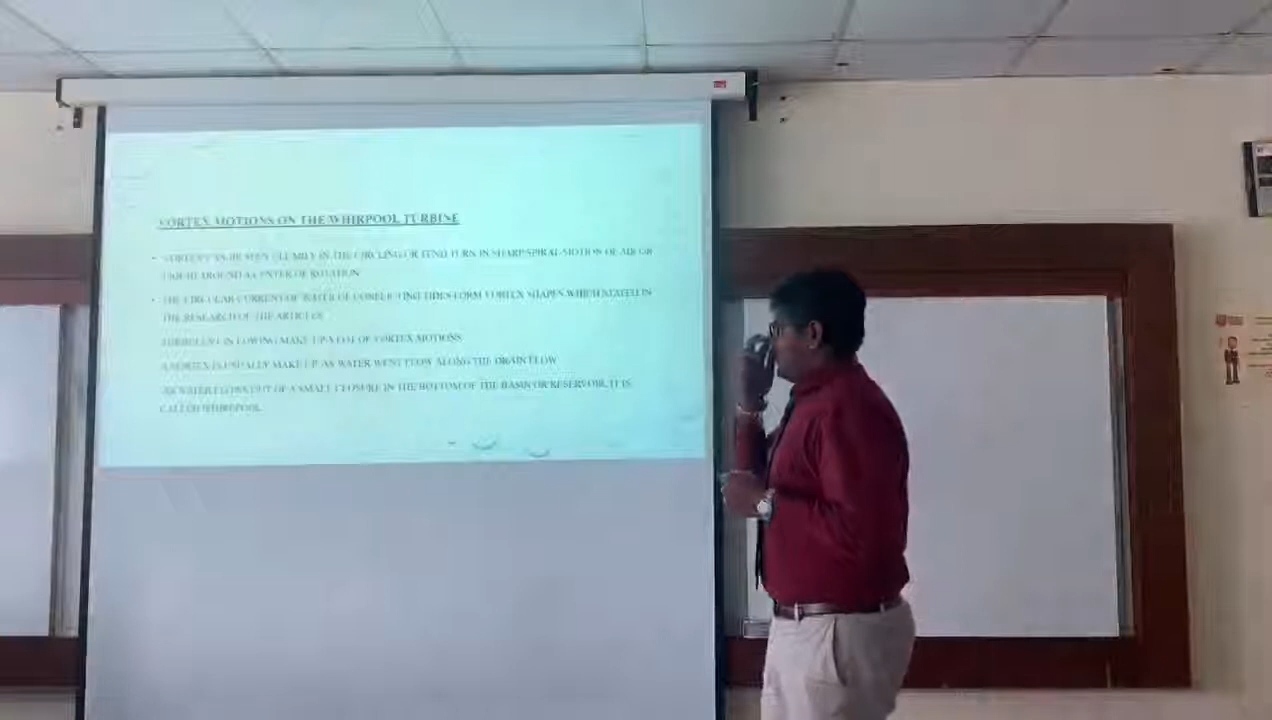 VORTEX MOTIONS ON THE WHIRPOOL TURBINE
VORTEX CAN BE SEEN CLEARLY IN THE CIRCLING OR TEND TURN IN SHARP SPIRAL MOTION OF AIR OR
LIQUID AROUND A CENTER OF ROTATION
THE CIRCULAR CURRENT OF WATER OF CONFLICTING TIDES FORM VORTEX SHAPES WHICH STATED IN
THE RESEARCH OF THE ARTICLES
TURBULENT FLOWING MAKE UP A LOT OF VORTEX MOTIONS
A VORTEX IS USUALLY MAKE UP AS WATER WENT FLOW ALONG THE DRAIN FLOW
AS WATER FLOWS OUT OF A SMALL CLOSURE IN THE BOTTOM OF THE BASIN OR RESERVOIR, IT IS
CALLED WHIRLPOOL